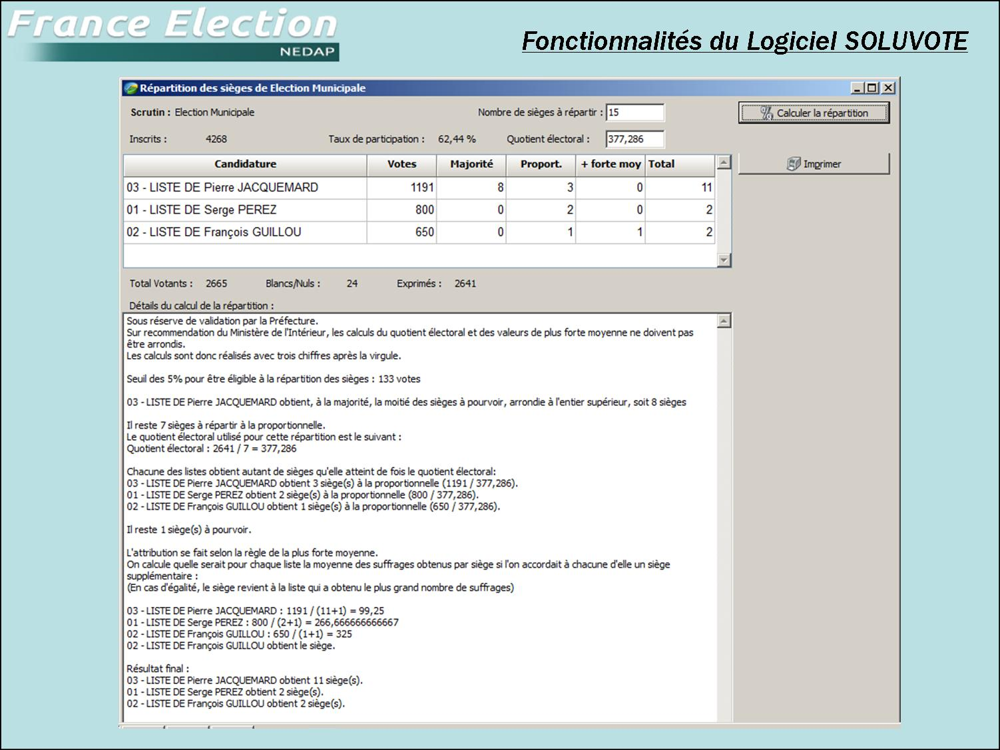 France Election
NEDAP
Fonctionnalités du Logiciel SOLUVOTE
Répartition des sièges de Election Municipale
Scrutin : Election Municipale Nombre de sièges à répartir : 15 Calculer la répartition
Inscrits : 4268 Taux de participation : 62,44 % Quotient électoral : 377,286
Candidature Votes Majorité Proport. + forte moy Total Imprimer
03 - LISTE DE Pierre JACQUEMARD 1191 8 3 0 11
01 - LISTE DE Serge PEREZ 800 0 2 0 2
02 - LISTE DE François GUILLOU 650 0 1 1 2
Total Votants : 2665 Blancs/Nuls : 24 Exprimés : 2641
Détails du calcul de la répartition :
Sous réserve de validation par la Préfecture.
Sur recommendation du Ministère de l'Intérieur, les calculs du quotient électoral et des valeurs de plus forte moyenne ne doivent pas
être arrondis.
Les calculs sont donc réalisés avec trois chiffres après la virgule.
Seuil des 5% pour être éligible à la répartition des sièges : 133 votes
03 - LISTE DE Pierre JACQUEMARD obtient, à la majorité, la moitié des sièges à pourvoir, arrondie à l'entier supérieur, soit 8 sièges
Il reste 7 sièges à répartir à la proportionnelle.
Le quotient électoral utilisé pour cette répartition est le suivant :
Quotient électoral : 2641 / 7 = 377,286
Chacune des listes obtient autant de sièges qu'elle atteint de fois le quotient électoral:
03 - LISTE DE Pierre JACQUEMARD obtient 3 siège(s) à la proportionnelle (1191 / 377,286).
01 - LISTE DE Serge PEREZ obtient 2 siège(s) à la proportionnelle (800 / 377,286).
02 - LISTE DE François GUILLOU obtient 1 siège(s) à la proportionnelle (650 / 377,286).
Il reste 1 siège(s) à pourvoir.
L'attribution se fait selon la règle de la plus forte moyenne.
On calcule quelle serait pour chaque liste la moyenne des suffrages obtenus par siège si l'on accordait à chacune d'elle un siège
supplémentaire :
(En cas d'égalité, le siège revient à la liste qui a obtenu le plus grand nombre de suffrages)
03 - LISTE DE Pierre JACQUEMARD : 1191 / (11+1) = 99,25
01 - LISTE DE Serge PEREZ : 800 / (2+1) = 266,666666666667
02 - LISTE DE François GUILLOU : 650 / (1+1) = 325
02 - LISTE DE François GUILLOU obtient le siège.
Résultat final :
03 - LISTE DE Pierre JACQUEMARD obtient 11 siège(s).
01 - LISTE DE Serge PEREZ obtient 2 siège(s).
02 - LISTE DE François GUILLOU obtient 2 siège(s).